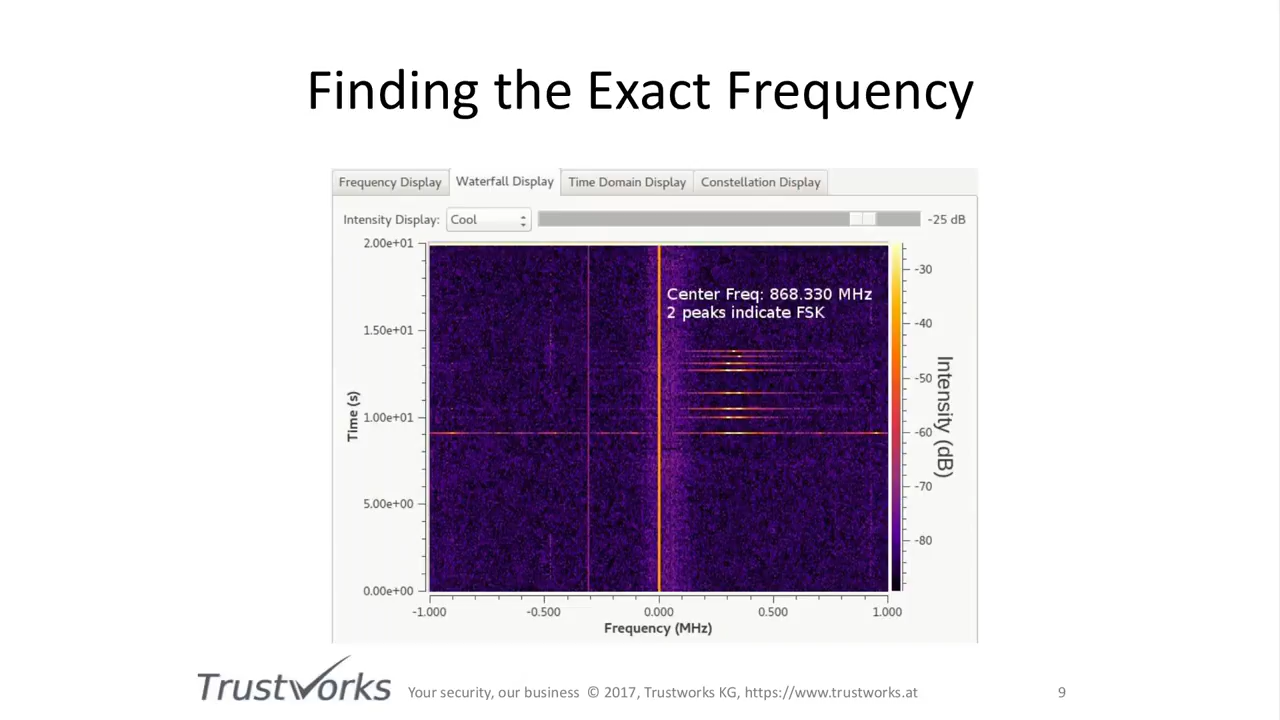 Finding the Exact Frequency
Frequency Display
Waterfall Display
Time Domain Display
Constellation Display
Intensity Display:
Cool
-25 dB
Center Freq: 868.330 MHz
2 peaks indicate FSK
2.00e+01
1.50e+01
1.00e+01
5.00e+00
0.00e+00
Time (s)
-1.000
-0.500
0.000
0.500
1.000
Frequency (MHz)
-30
-40
-50
-60
-70
-80
Intensity (dB)
Trustworks
Your security, our business © 2017, Trustworks KG, https://www.trustworks.at
9